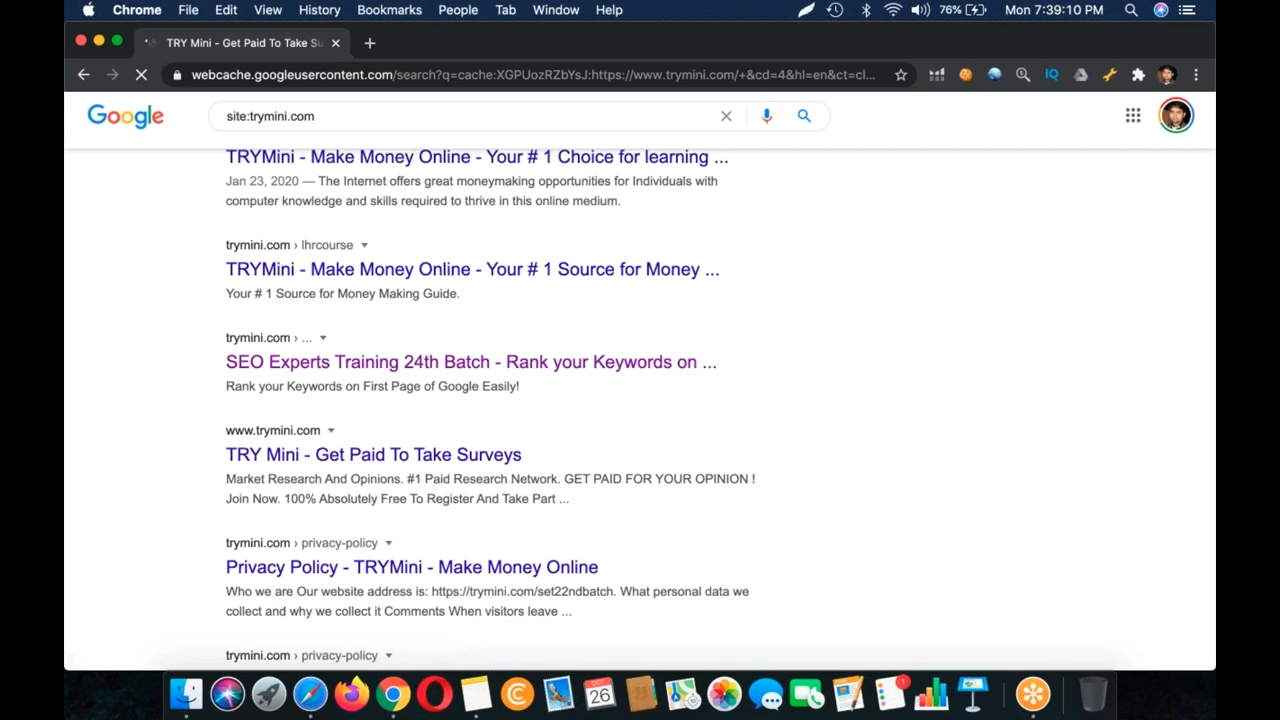 Chrome File Edit View History Bookmarks People Tab Window Help 76% Mon 7:39:10 PM
TRY Mini - Get Paid To Take Su
webcache.googleusercontent.com/search?q=cache:XGPUozRZbYsJ:https://www.trymini.com/+&cd=4&hl=en&ct=cl... IQ
Google site:trymini.com
TRYMini - Make Money Online - Your # 1 Choice for learning ...
Jan 23, 2020 — The Internet offers great moneymaking opportunities for Individuals with
computer knowledge and skills required to thrive in this online medium.
trymini.com › lhrcourse
TRYMini - Make Money Online - Your # 1 Source for Money ...
Your # 1 Source for Money Making Guide.
trymini.com › ...
SEO Experts Training 24th Batch - Rank your Keywords on ...
Rank your Keywords on First Page of Google Easily!
www.trymini.com
TRY Mini - Get Paid To Take Surveys
Market Research And Opinions. #1 Paid Research Network. GET PAID FOR YOUR OPINION !
Join Now. 100% Absolutely Free To Register And Take Part ...
trymini.com › privacy-policy
Privacy Policy - TRYMini - Make Money Online
Who we are Our website address is: https://trymini.com/set22ndbatch. What personal data we
collect and why we collect it Comments When visitors leave ...
trymini.com › privacy-policy
OCT
26
1